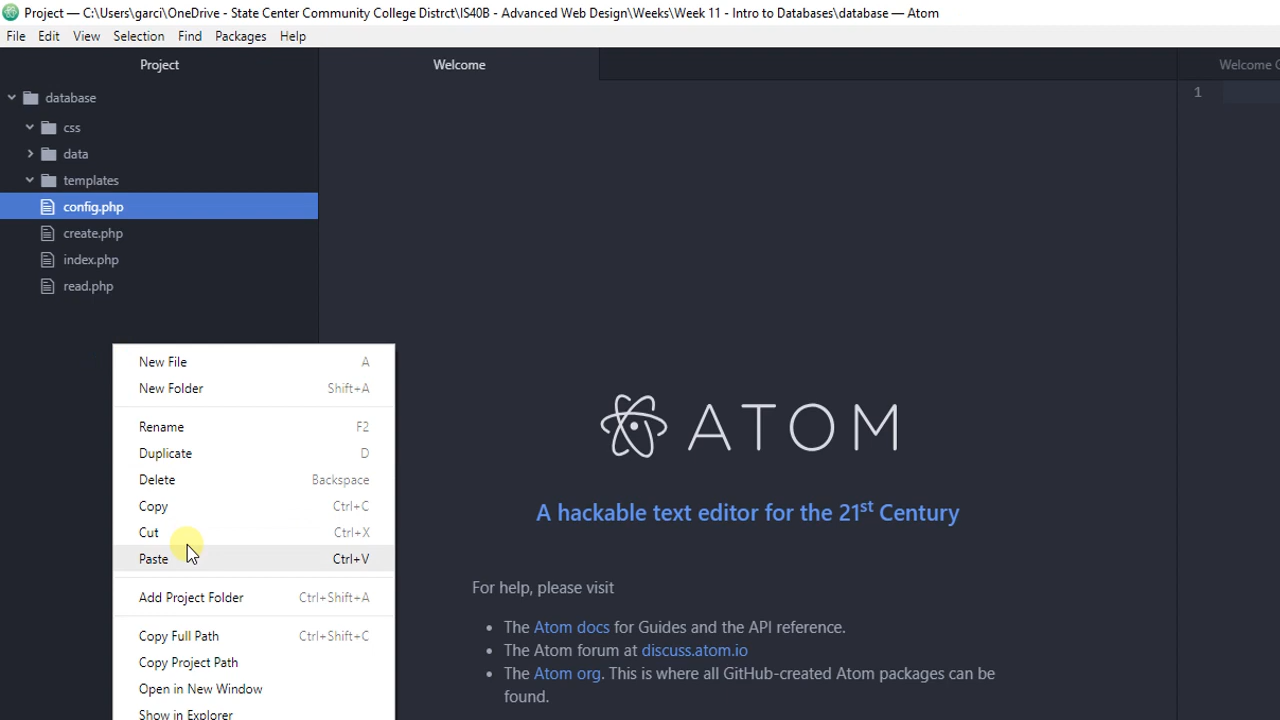 Project — C:\Users\garci\OneDrive - State Center Community College Distrct\IS40B - Advanced Web Design\Weeks\Week 11 - Intro to Databases\database — Atom
File Edit View Selection Find Packages Help
Project Welcome Welcome
database
1
css
data
templates
config.php
create.php
index.php
read.php
New File A
New Folder Shift+A
Rename F2
Duplicate D
Delete Backspace
Copy Ctrl+C
Cut Ctrl+X
Paste Ctrl+V
Add Project Folder Ctrl+Shift+A
Copy Full Path Ctrl+Shift+C
Copy Project Path
Open in New Window
Show in Explorer
ATOM
A hackable text editor for the 21st Century
For help, please visit
• The Atom docs for Guides and the API reference.
• The Atom forum at discuss.atom.io
• The Atom org. This is where all GitHub-created Atom packages can be
found.